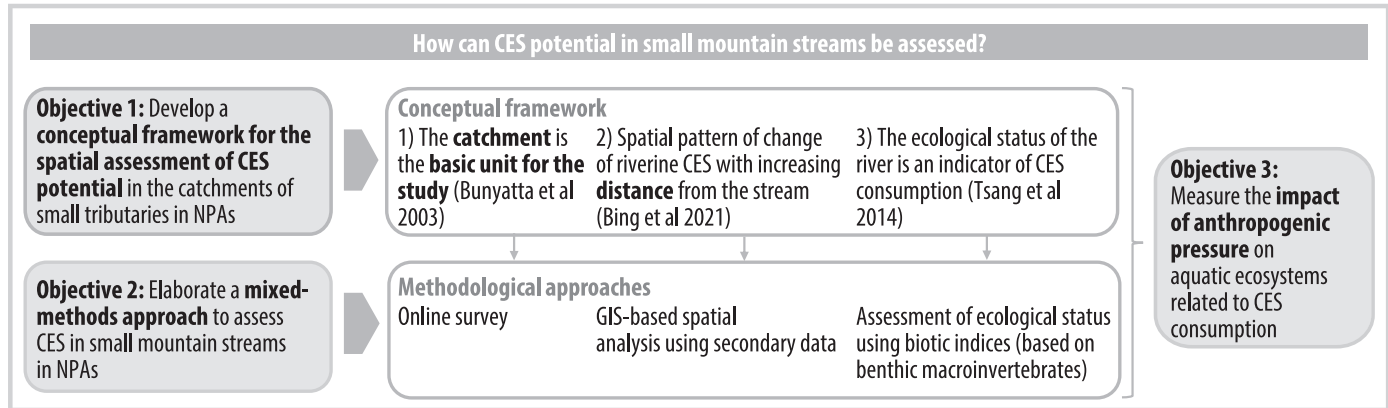 How can CES potential in small mountain streams be assessed?
Objective 1: Develop a
conceptual framework for the
spatial assessment of CES
potential in the catchments of
small tributaries in NPAs
Conceptual framework
1) The catchment is
the basic unit for the
study (Bunyatta et al
2003)
2) Spatial pattern of change
of riverine CES with increasing
distance from the stream
(Bing et al 2021)
3) The ecological status of the
river is an indicator of CES
consumption (Tsang et al
2014)
Objective 2: Elaborate a mixed-
methods approach to assess
CES in small mountain streams
in NPAs
Methodological approaches
Online survey
GIS-based spatial
analysis using secondary data
Assessment of ecological status
using biotic indices (based on
benthic macroinvertebrates)
Objective 3:
Measure the impact
of anthropogenic
pressure on
aquatic ecosystems
related to CES
consumption